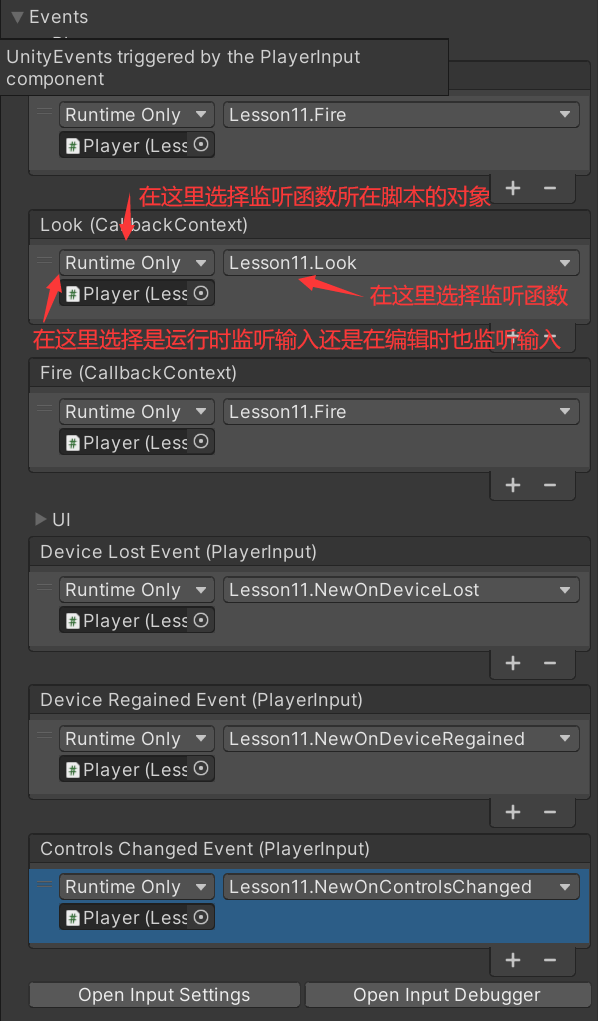 Events
UnityEvents triggered by the PlayerInput
component
Runtime Only
Lesson11.Fire
Player (Less
在这里选择监听函数所在脚本的对象
Look (CallbackContext)
Runtime Only
Lesson11.Look
Player (Less
在这里选择监听函数
在这里选择是运行时监听输入还是在编辑时也监听输入
Fire (CallbackContext)
Runtime Only
Lesson11.Fire
Player (Less
UI
Device Lost Event (PlayerInput)
Runtime Only
Lesson11.NewOnDeviceLost
Player (Less
Device Regained Event (PlayerInput)
Runtime Only
Lesson11.NewOnDeviceRegained
Player (Less
Controls Changed Event (PlayerInput)
Runtime Only
Lesson11.NewOnControlsChanged
Player (Less
Open Input Settings
Open Input Debugger